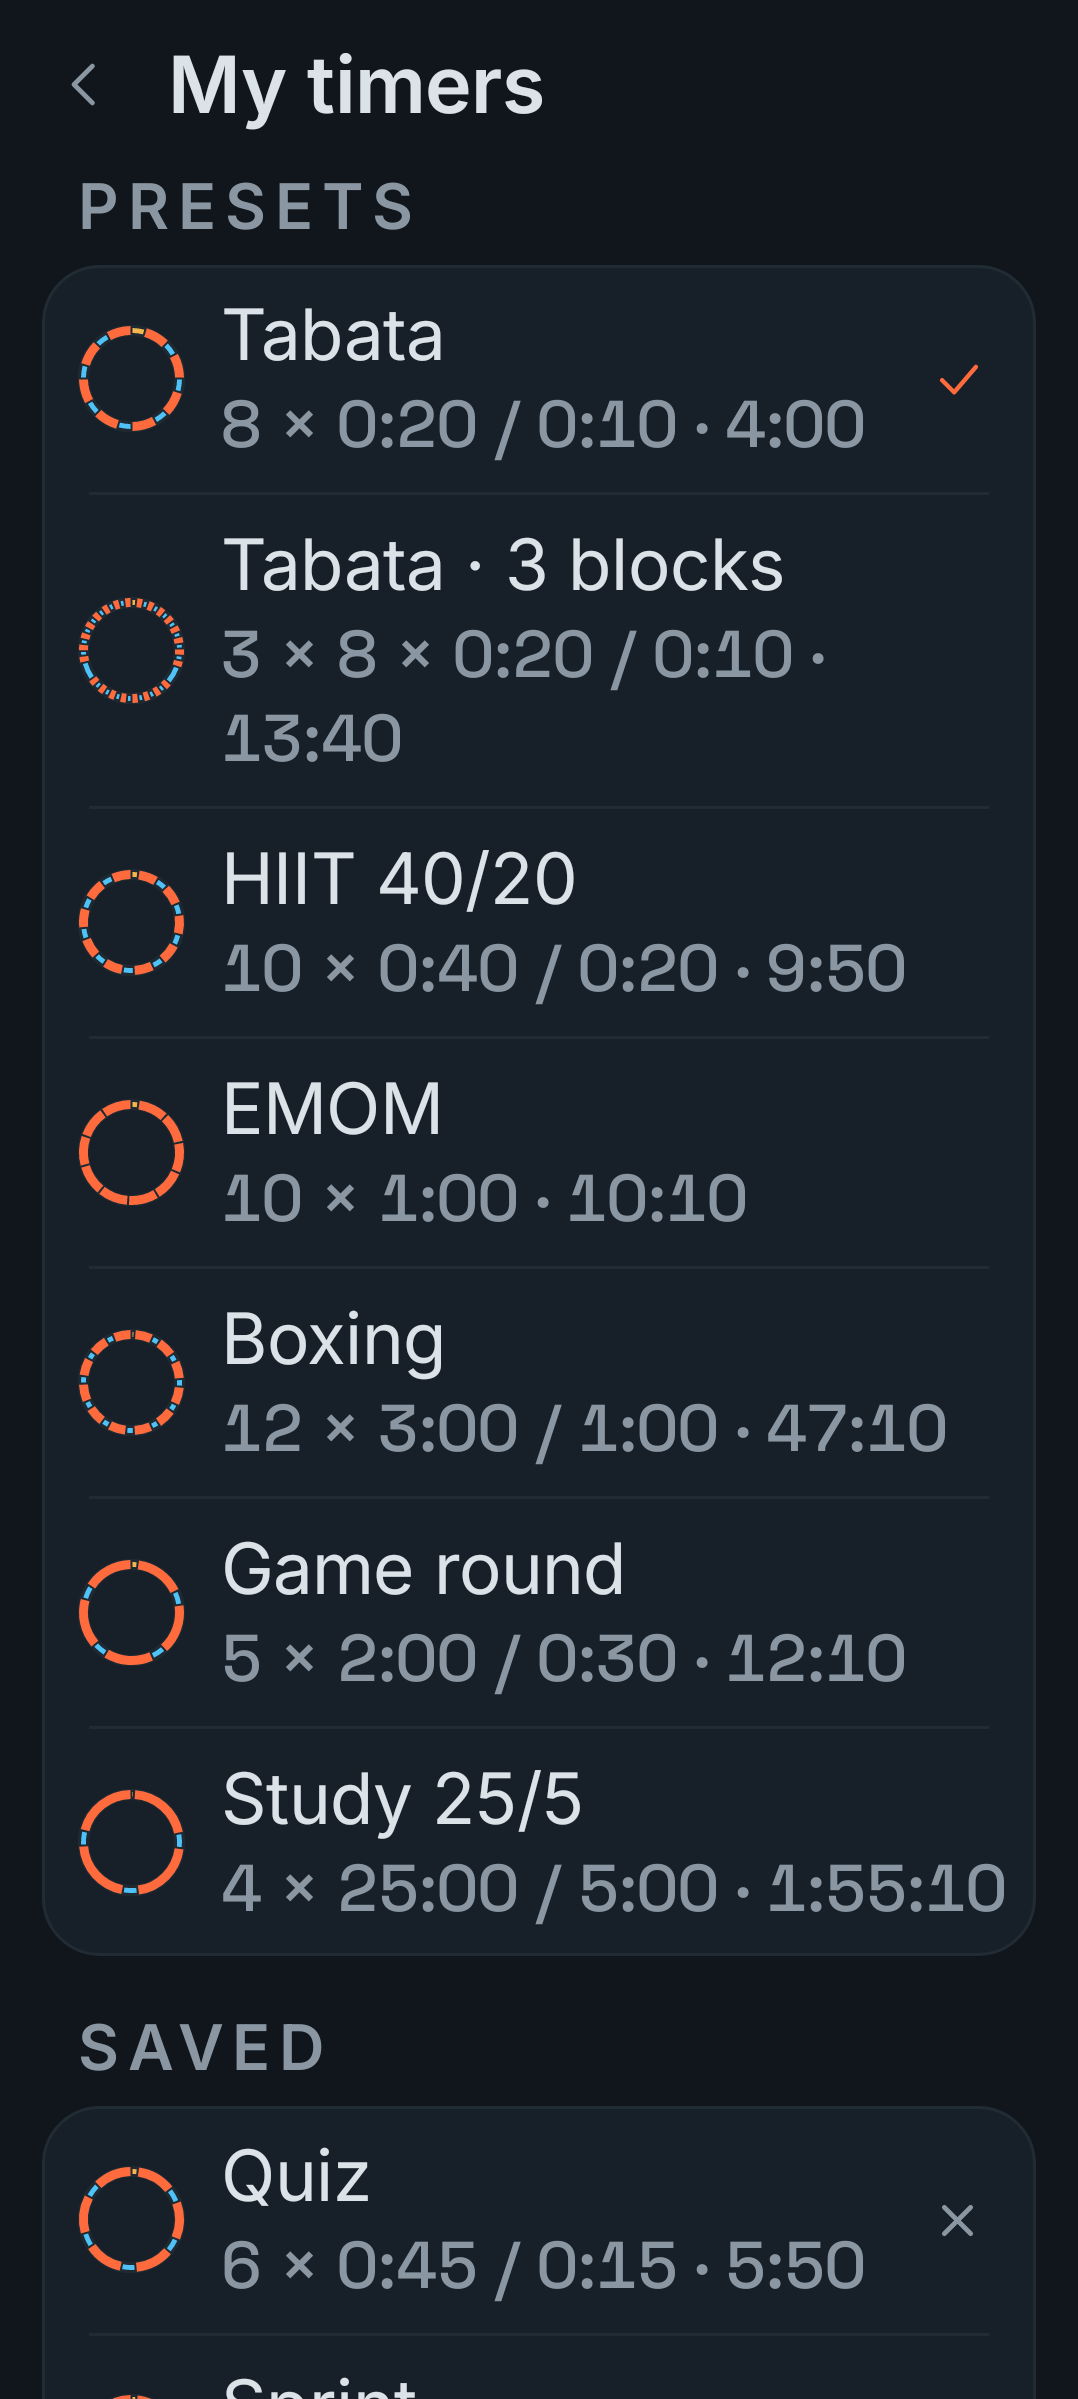 My timers
PRESETS
Tabata
8 × 0:20 / 0:10 · 4:00
Tabata · 3 blocks
3 × 8 × 0:20 / 0:10 ·
13:40
HIIT 40/20
10 × 0:40 / 0:20 · 9:50
EMOM
10 × 1:00 · 10:10
Boxing
12 × 3:00 / 1:00 · 47:10
Game round
5 × 2:00 / 0:30 · 12:10
Study 25/5
4 × 25:00 / 5:00 · 1:55:10
SAVED
Quiz
6 × 0:45 / 0:15 · 5:50
Sprint